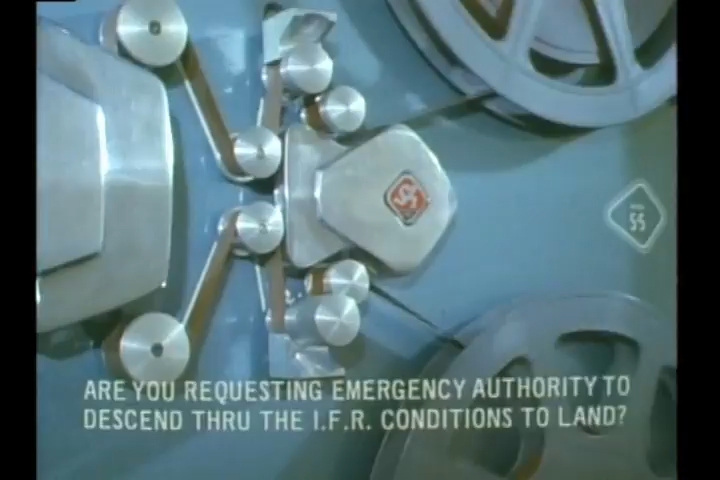 ARE YOU REQUESTING EMERGENCY AUTHORITY TO
DESCEND THRU THE I.F.R. CONDITIONS TO LAND?